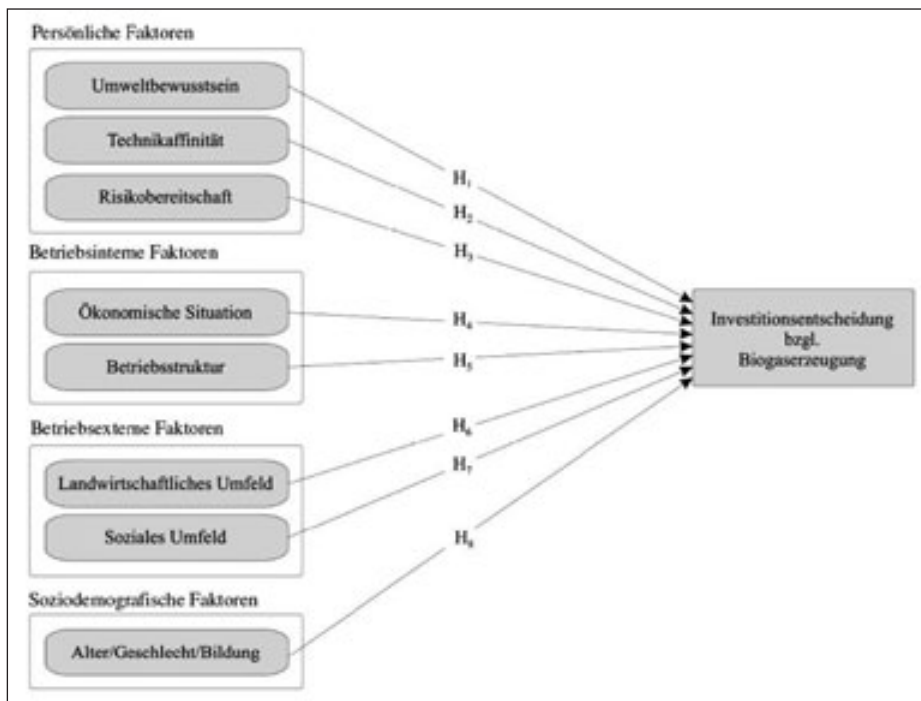 Persönliche Faktoren
Umweltbewusstsein
Technikaffinität
Risikobereitschaft
H₁
H₂
H₃
Betriebsinterne Faktoren
Ökonomische Situation
Betriebsstruktur
H₄
H₅
Investitionsentscheidung
bzgl.
Biogaserzeugung
Betriebsexterne Faktoren
Landwirtschaftliches Umfeld
Soziales Umfeld
H₆
H₇
Soziodemografische Faktoren
Alter/Geschlecht/Bildung
H₈